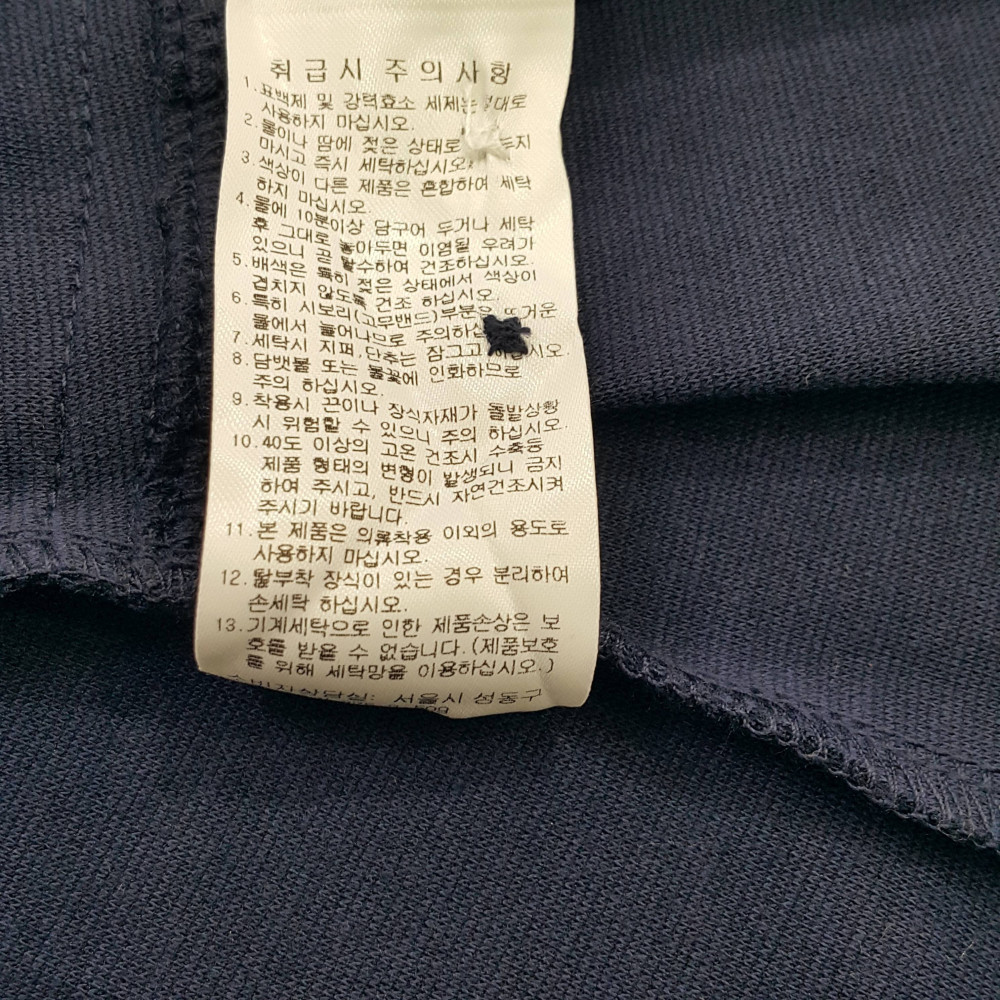 취급시 주의사항
1. 표백제 및 강력효소 세제는 절대로
사용하지 마십시오.
2. 물이나 땀에 젖은 상태로
마시고 즉시 세탁하십시오.
3. 색상이 다른 제품은 혼합하여 세탁
하지 마십시오.
4. 물에 10분이상 담구어 두거나 세탁
후 그대로 놓아두면 이염될 우려가
있으니 곧 탈수하여 건조하십시오.
5. 배색은 특히 젖은 상태에서 색상이
겹치지 않도록 건조 하십시오.
6. 특히 시보리(고무밴드)부분은 뜨거운
물에서 늘어나므로
7. 세탁시 지퍼,단추는 잠그고
8. 담뱃불 또는 불꽃에 인화하므로
주의 하십시오.
9. 착용시 끈이나 장식자재가 돌발상황
시 위험할 수 있으니 주의 하십시오.
10. 40도 이상의 고온 건조시 수축등
제품 형태의 변형이 발생되니 금지
하여 주시고, 반드시 자연건조시켜
주시기 바랍니다.
11. 본 제품은 의류착용 이외의 용도로
사용하지 마십시오.
12. 탈부착 장식이 있는 경우 분리하여
손세탁 하십시오.
13. 기계세탁으로 인한 제품손상은 보
호를 받을 수 없습니다.(제품보호
를 위해 세탁망을 이용하십시오.)
서울시 성동구